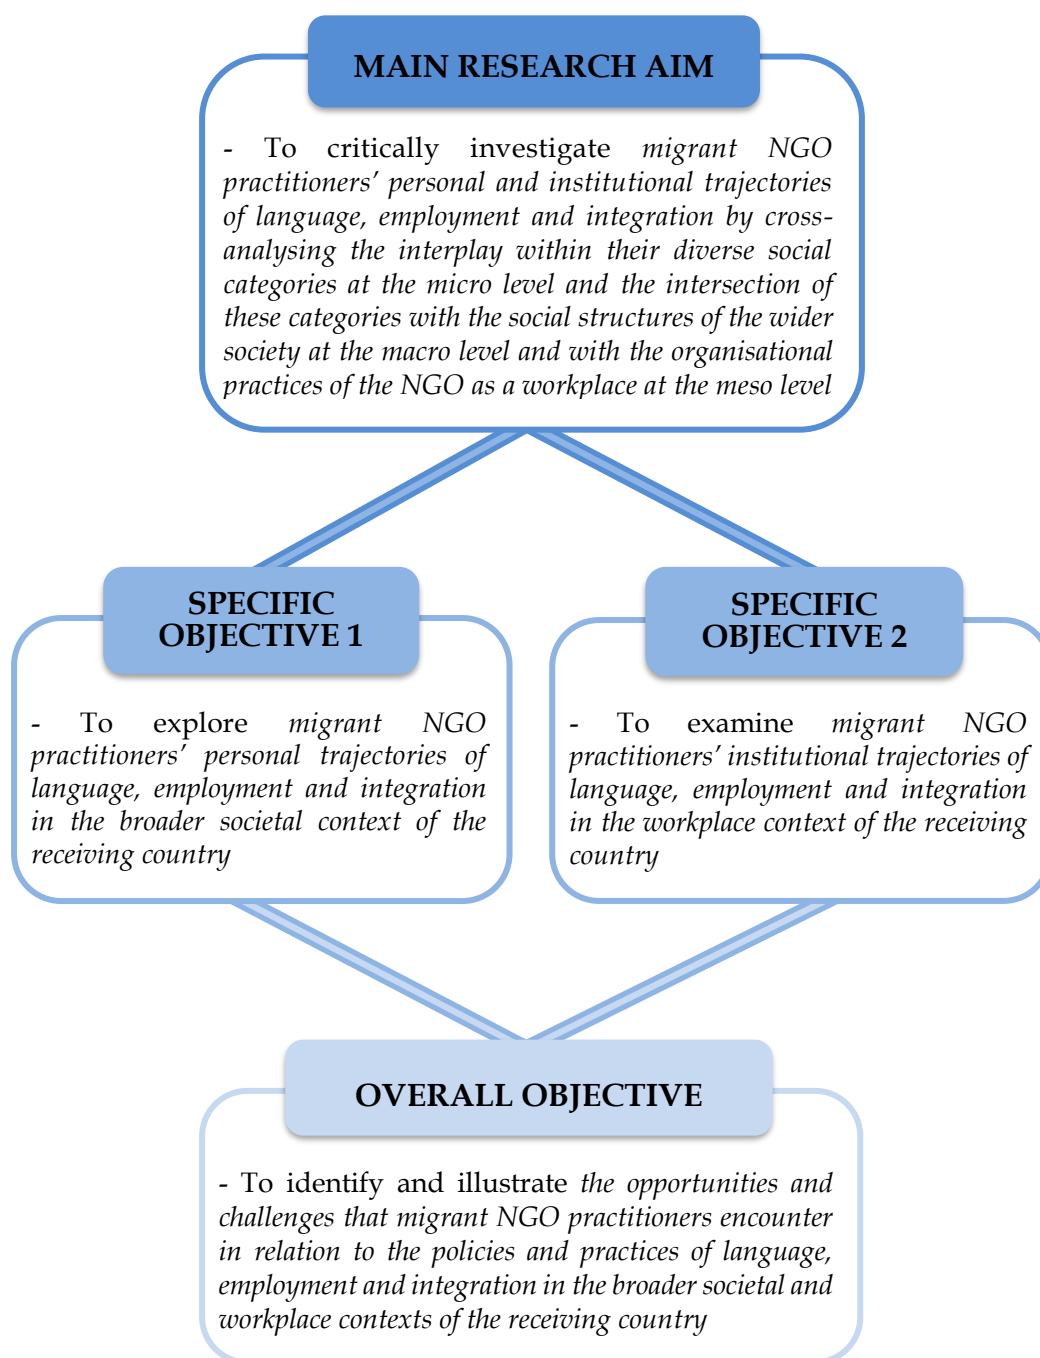 MAIN RESEARCH AIM
- To critically investigate migrant NGO
practitioners’ personal and institutional trajectories
of language, employment and integration by cross-
analysing the interplay within their diverse social
categories at the micro level and the intersection of
these categories with the social structures of the wider
society at the macro level and with the organisational
practices of the NGO as a workplace at the meso level
SPECIFIC
OBJECTIVE 1
- To explore migrant NGO
practitioners’ personal trajectories of
language, employment and integration
in the broader societal context of the
receiving country
SPECIFIC
OBJECTIVE 2
- To examine migrant NGO
practitioners’ institutional trajectories of
language, employment and integration
in the workplace context of the receiving
country
OVERALL OBJECTIVE
- To identify and illustrate the opportunities and
challenges that migrant NGO practitioners encounter
in relation to the policies and practices of language,
employment and integration in the broader societal and
workplace contexts of the receiving country